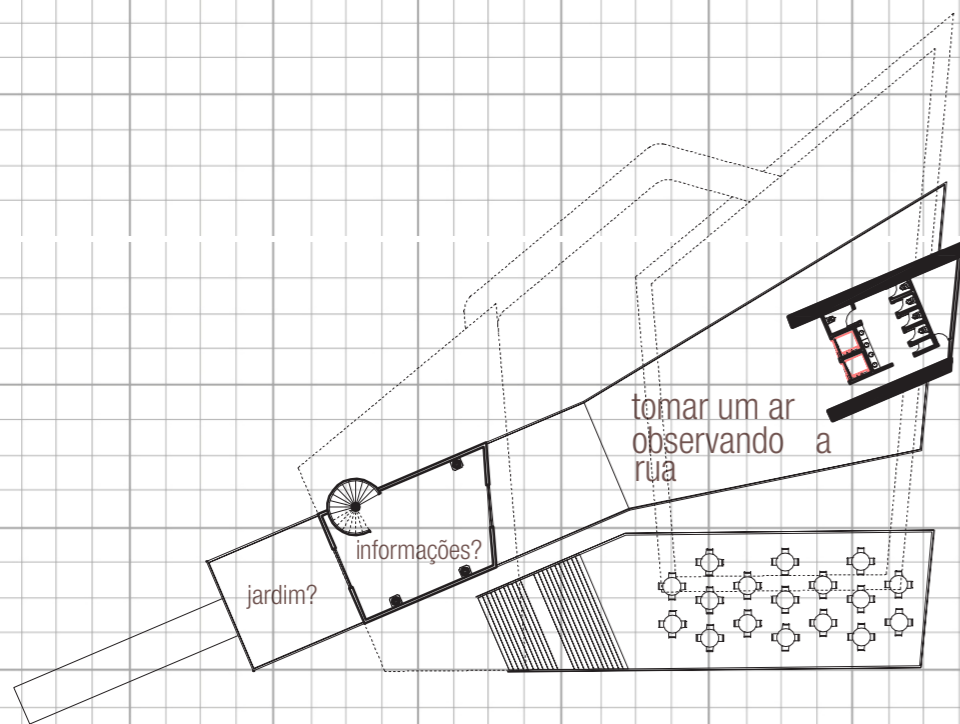 tomar um ar
observando a
rua
informações?
jardim?